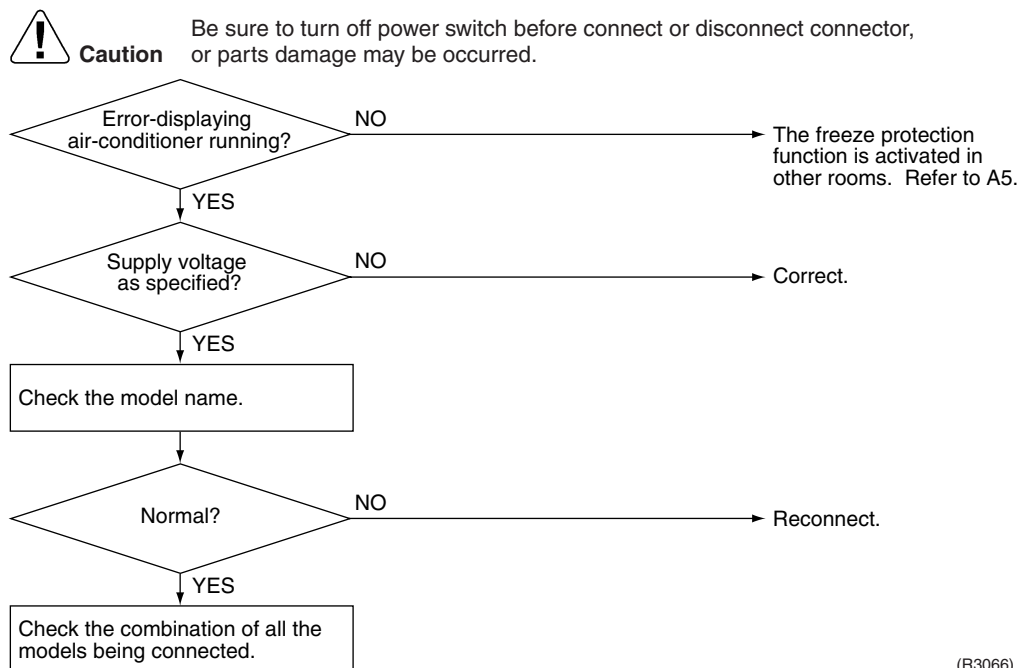 Be sure to turn off power switch before connect or disconnect connector,
Caution or parts damage may be occurred.
Error-displaying
air-conditioner running?
NO
The freeze protection
function is activated in
other rooms. Refer to A5.
YES
Supply voltage
as specified?
NO
Correct.
YES
Check the model name.
Normal?
NO
Reconnect.
YES
Check the combination of all the
models being connected.
(R3066)